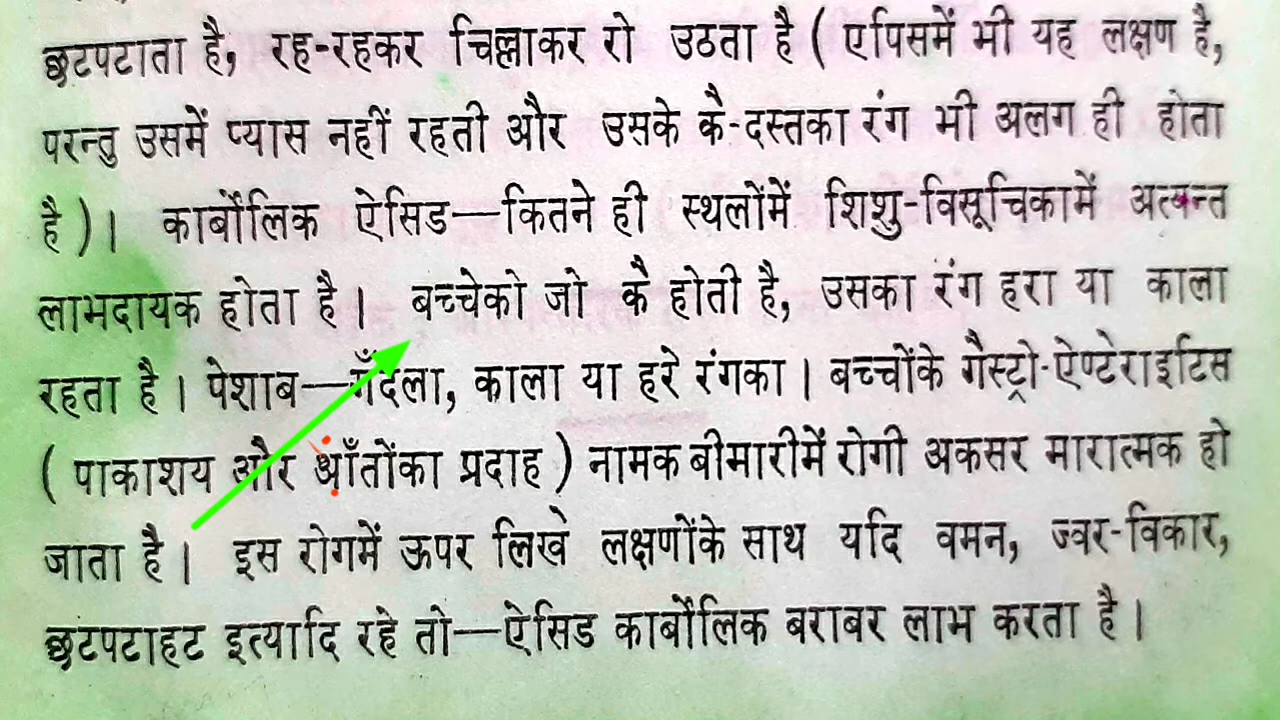 छटपटाता है, रह-रहकर चिल्लाकर रो उठता है ( एपिसमें भी यह लक्षण है,
परन्तु उसमें प्यास नहीं रहती और उसके कै-दस्तका रंग भी अलग ही होता
है ) । कार्बोलिक ऐसिड—कितने ही स्थलोंमें शिशु-विसूचिकामें अत्यन्त
लाभदायक होता है । बच्चेको जो कै होती है, उसका रंग हरा या काला
रहता है । पेशाब—गँदला, काला या हरे रंगका । बच्चोंके गैस्ट्रो-ऐण्टेराइटिस
( पाकाशय और आँतोंका प्रदाह ) नामक बीमारीमें रोगी अकसर मारात्मक हो
जाता है । इस रोगमें ऊपर लिखे लक्षणोंके साथ यदि वमन, ज्वर-विकार,
छटपटाहट इत्यादि रहे तो—ऐसिड कार्बोलिक बराबर लाभ करता है ।